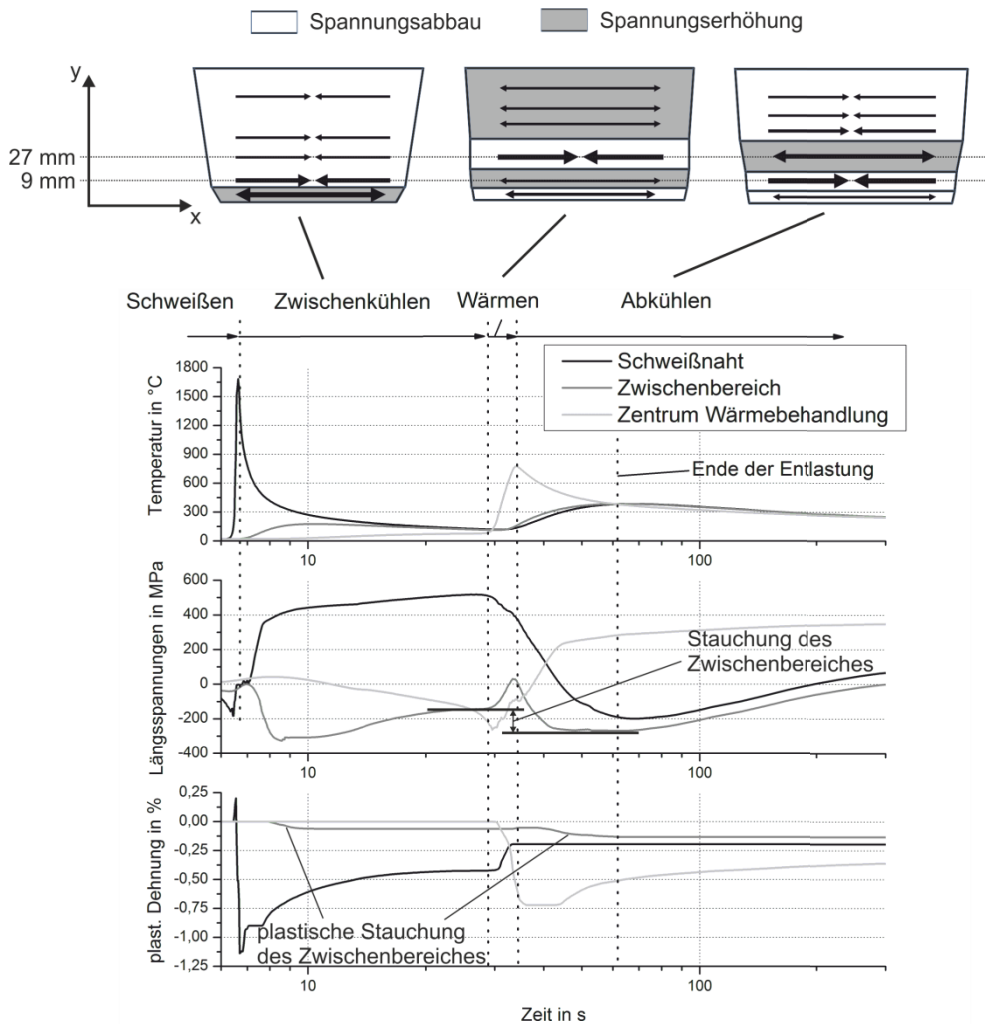 Spannungsabbau
Spannungserhöhung
y
27 mm
9 mm
x
Schweißen
Zwischenkühlen
Wärmen
Abkühlen
Schweißnaht
Zwischenbereich
Zentrum Wärmebehandlung
Temperatur in °C
1800
1500
1200
900
600
300
0
Ende der Entlastung
10
100
Längsspannungen in MPa
600
400
200
0
-200
-400
Stauchung des
Zwischenbereiches
10
100
plast. Dehnung in %
0,25
0,00
-0,25
-0,50
-0,75
-1,00
-1,25
plastische Stauchung
des Zwischenbereiches
10
100
Zeit in s